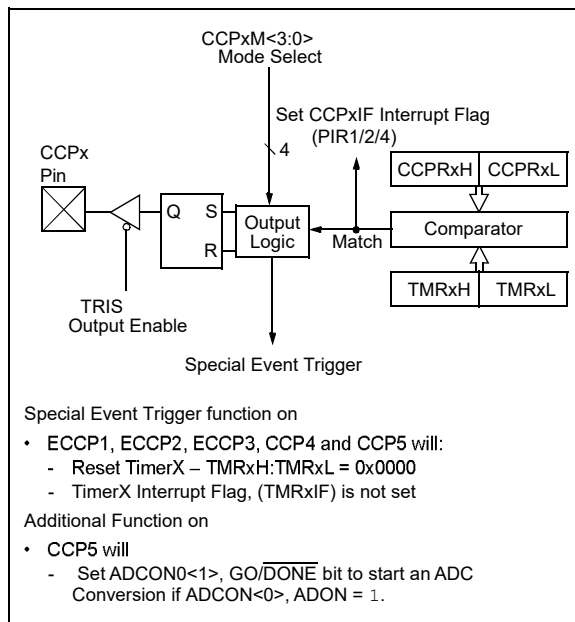 CCPxM<3:0>
Mode Select
Set CCPxIF Interrupt Flag
(PIR1/2/4)
4
CCPx
Pin
CCPRxH CCPRxL
Q S
R
Output
Logic
Match
Comparator
TMRxH TMRxL
TRIS
Output Enable
Special Event Trigger
Special Event Trigger function on
• ECCP1, ECCP2, ECCP3, CCP4 and CCP5 will:
- Reset TimerX – TMRxH:TMRxL = 0x0000
- TimerX Interrupt Flag, (TMRxIF) is not set
Additional Function on
• CCP5 will
- Set ADCON0<1>, GO/DONE bit to start an ADC
Conversion if ADCON<0>, ADON = 1.